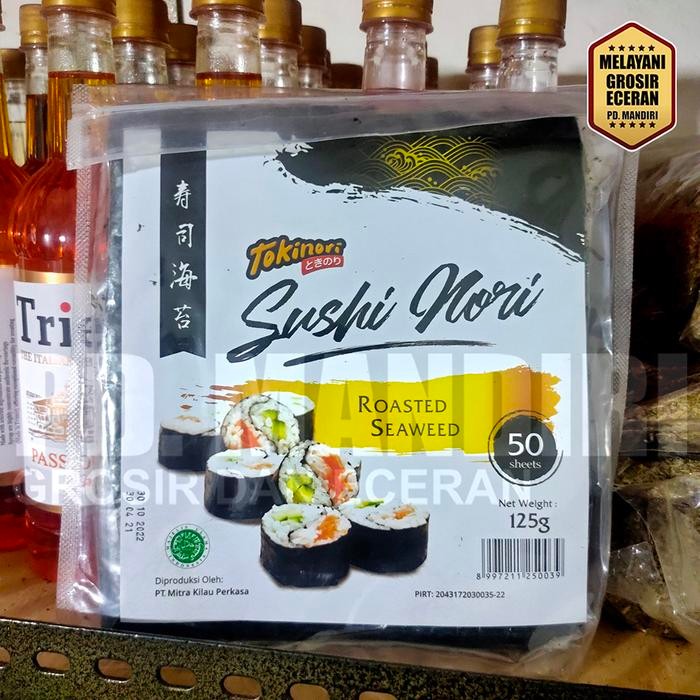 MELAYANI
GROSIR
ECERAN
PD. MANDIRI
寿司海苔
Tokinori
ときのり
Sushi Nori
ROASTED
SEAWEED
50
sheets
Net Weight :
125g
30 10 2022
30 04 21
Diproduksi Oleh:
PT. Mitra Kilau Perkasa
8 997211 250039
PIRT: 2043172030035-22
PD. MANDIRI
GROSIR DAN ECERAN
Tri
THE ITALIAN
PASS